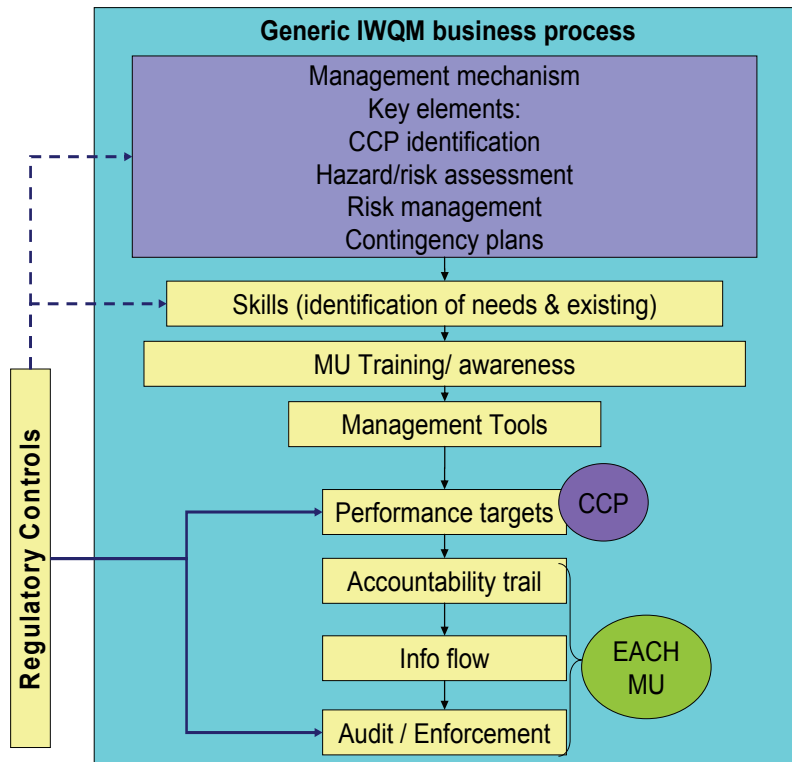 Generic IWQM business process
Management mechanism
Key elements:
CCP identification
Hazard/risk assessment
Risk management
Contingency plans
Skills (identification of needs & existing)
MU Training/ awareness
Management Tools
Regulatory Controls
Performance targets
CCP
Accountability trail
Info flow
EACH
MU
Audit / Enforcement